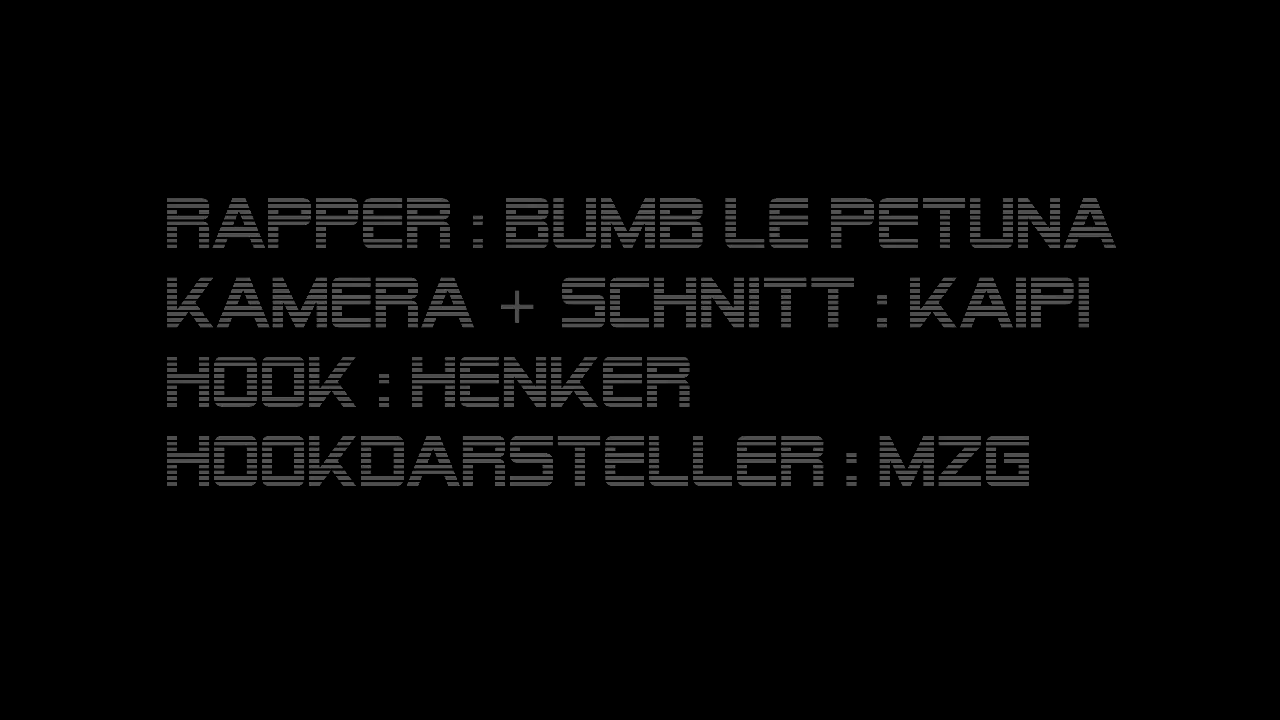 RAPPER : BUMB LE PETUNA
KAMERA + SCHNITT : KAIPI
HOOK : HENKER
HOOKDARSTELLER : MZG